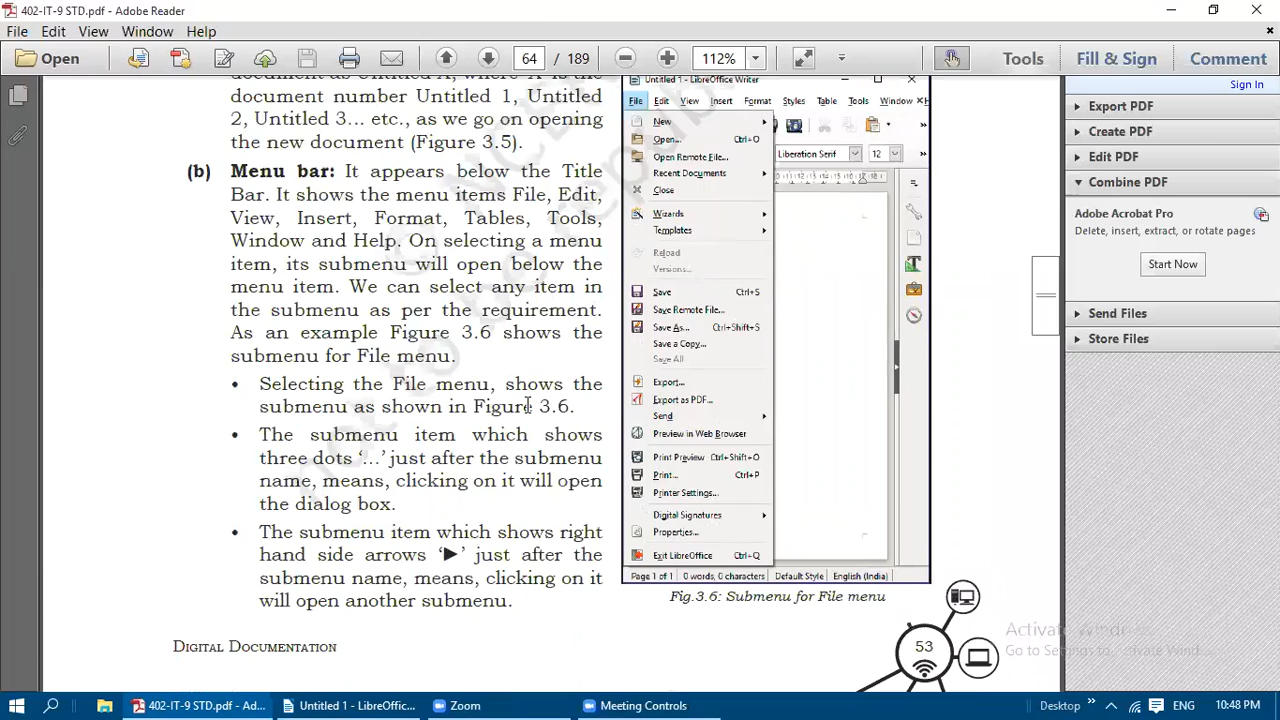 402-IT-9 STD.pdf - Adobe Reader
File Edit View Window Help
Open 64 / 189 112% Tools Fill & Sign Comment
Sign In
Export PDF
Create PDF
Edit PDF
Combine PDF
Adobe Acrobat Pro
Delete, insert, extract, or rotate pages
Start Now
Send Files
Store Files
document as Untitled X, where X is the
document number Untitled 1, Untitled
2, Untitled 3... etc., as we go on opening
the new document (Figure 3.5).
(b) Menu bar: It appears below the Title
Bar. It shows the menu items File, Edit,
View, Insert, Format, Tables, Tools,
Window and Help. On selecting a menu
item, its submenu will open below the
menu item. We can select any item in
the submenu as per the requirement.
As an example Figure 3.6 shows the
submenu for File menu.
• Selecting the File menu, shows the
submenu as shown in Figure 3.6.
• The submenu item which shows
three dots ‘...’ just after the submenu
name, means, clicking on it will open
the dialog box.
• The submenu item which shows right
hand side arrows ‘►’ just after the
submenu name, means, clicking on it
will open another submenu.
Untitled 1 - LibreOffice Writer
File Edit View Insert Format Styles Table Tools Window
Liberation Serif 12
New
Open... Ctrl+O
Open Remote File...
Recent Documents
Close
Wizards
Templates
Reload
Versions...
Save Ctrl+S
Save Remote File...
Save As... Ctrl+Shift+S
Save a Copy...
Save All
Export...
Export as PDF...
Send
Preview in Web Browser
Print Preview Ctrl+Shift+O
Print... Ctrl+P
Printer Settings...
Digital Signatures
Properties...
Exit LibreOffice Ctrl+Q
Page 1 of 1 0 words, 0 characters Default Style English (India)
Fig.3.6: Submenu for File menu
DIGITAL DOCUMENTATION
53
not to be republ
© NCE
Activate Windows
Go to Settings to activate Wind...
402-IT-9 STD.pdf - Ad... Untitled 1 - LibreOffic... Zoom Meeting Controls Desktop ENG 10:48 PM